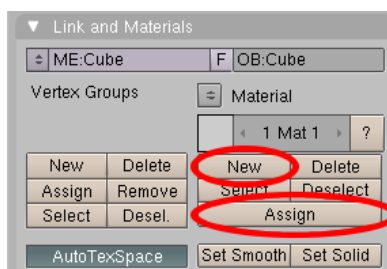 Link and Materials
ME:Cube F OB:Cube
Vertex Groups Material
1 Mat 1 ?
New Delete New Delete
Assign Remove Select Deselect
Select Desel. Assign
AutoTexSpace Set Smooth Set Solid